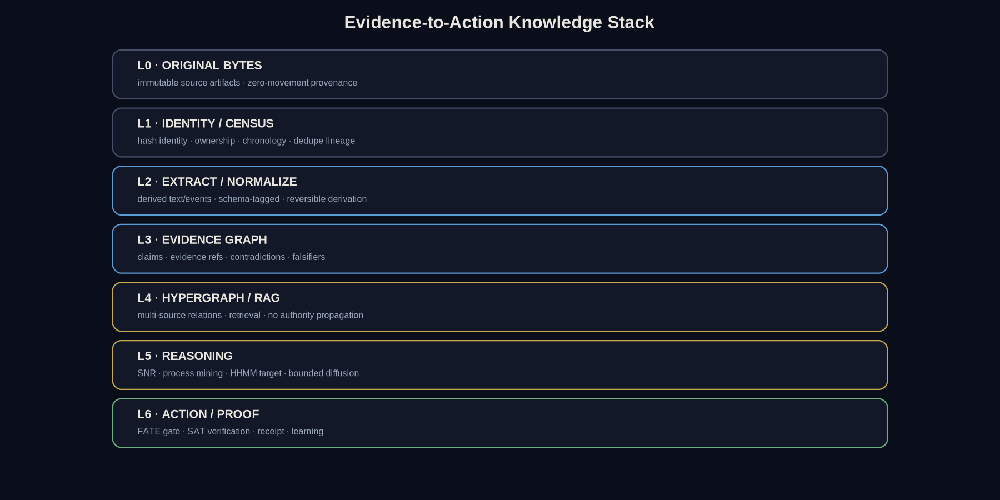 Evidence-to-Action Knowledge Stack
L0 · ORIGINAL BYTES
immutable source artifacts · zero-movement provenance
L1 · IDENTITY / CENSUS
hash identity · ownership · chronology · dedupe lineage
L2 · EXTRACT / NORMALIZE
derived text/events · schema-tagged · reversible derivation
L3 · EVIDENCE GRAPH
claims · evidence refs · contradictions · falsifiers
L4 · HYPERGRAPH / RAG
multi-source relations · retrieval · no authority propagation
L5 · REASONING
SNR · process mining · HHMM target · bounded diffusion
L6 · ACTION / PROOF
FATE gate · SAT verification · receipt · learning